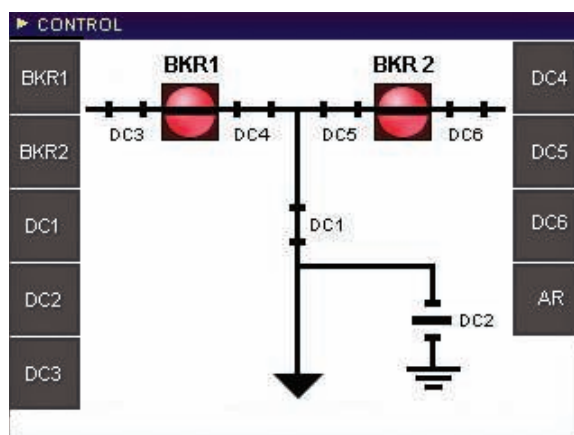 CONTROL
BKR1
BKR2
DC1
DC2
DC3
BKR1
BKR 2
DC3
DC4
DC5
DC6
DC1
DC2
DC4
DC5
DC6
AR